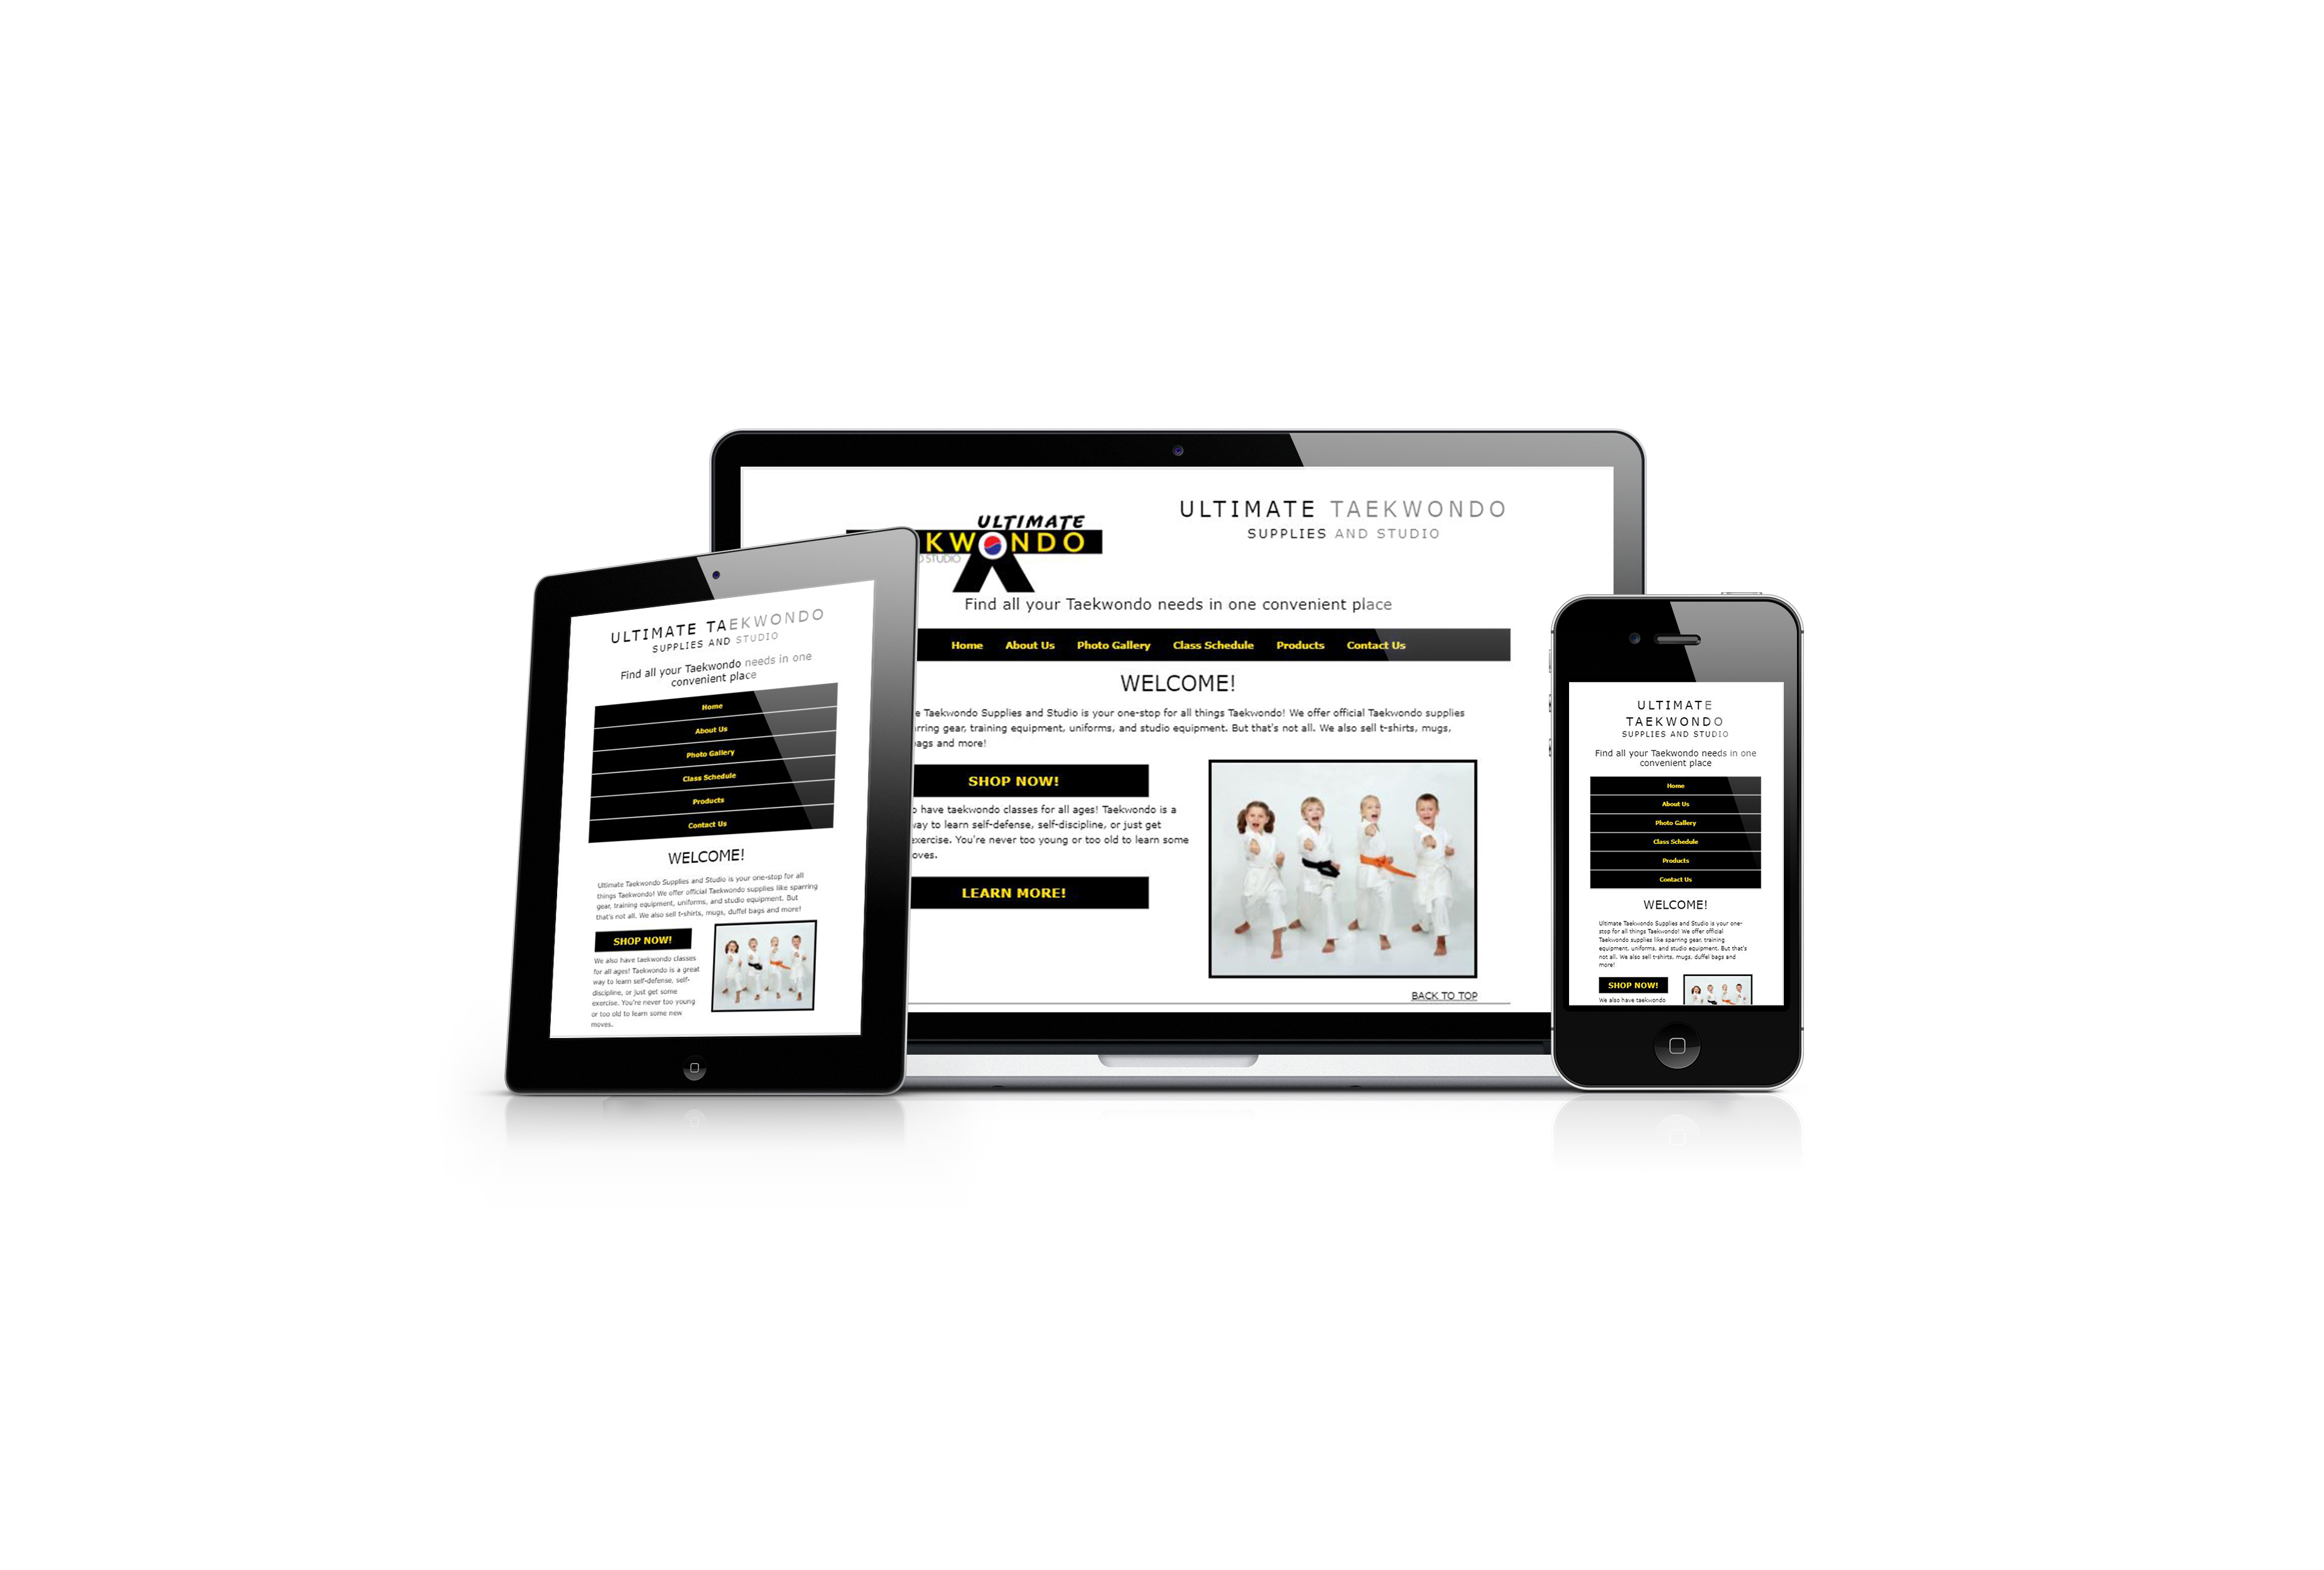 ULTIMATE TAEKWONDO
SUPPLIES AND STUDIO
Find all your Taekwondo needs in one
convenient place
Home
About Us
Photo Gallery
Class Schedule
Products
Contact Us
WELCOME!
Ultimate Taekwondo Supplies and Studio is your one-stop for all
things Taekwondo! We offer official Taekwondo supplies like sparring
gear, training equipment, uniforms, and studio equipment. But
that's not all. We also sell t-shirts, mugs, duffel bags and more!
SHOP NOW!
We also have taekwondo classes
for all ages! Taekwondo is a great
way to learn self-defense, self-
discipline, or just get some
exercise. You're never too young
or too old to learn some new
moves.
ULTIMATE
KWONDO
STUDIO
ULTIMATE TAEKWONDO
SUPPLIES AND STUDIO
Find all your Taekwondo needs in one convenient place
Home About Us Photo Gallery Class Schedule Products Contact Us
WELCOME!
e Taekwondo Supplies and Studio is your one-stop for all things Taekwondo! We offer official Taekwondo supplies
rring gear, training equipment, uniforms, and studio equipment. But that's not all. We also sell t-shirts, mugs,
ags and more!
SHOP NOW!
o have taekwondo classes for all ages! Taekwondo is a
way to learn self-defense, self-discipline, or just get
exercise. You're never too young or too old to learn some
oves.
LEARN MORE!
BACK TO TOP
ULTIMATE
TAEKWONDO
SUPPLIES AND STUDIO
Find all your Taekwondo needs in one
convenient place
Home
About Us
Photo Gallery
Class Schedule
Products
Contact Us
WELCOME!
Ultimate Taekwondo Supplies and Studio is your one-
stop for all things Taekwondo! We offer official
Taekwondo supplies like sparring gear, training
equipment, uniforms, and studio equipment. But that's
not all. We also sell t-shirts, mugs, duffel bags and
more!
SHOP NOW!
We also have taekwondo